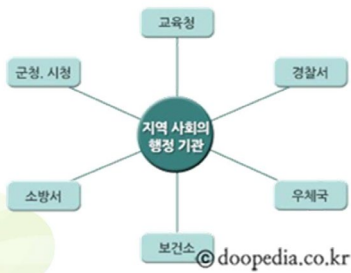 교육청
군청, 시청
경찰서
지역 사회의
행정 기관
소방서
우체국
보건소
© doopedia.co.kr